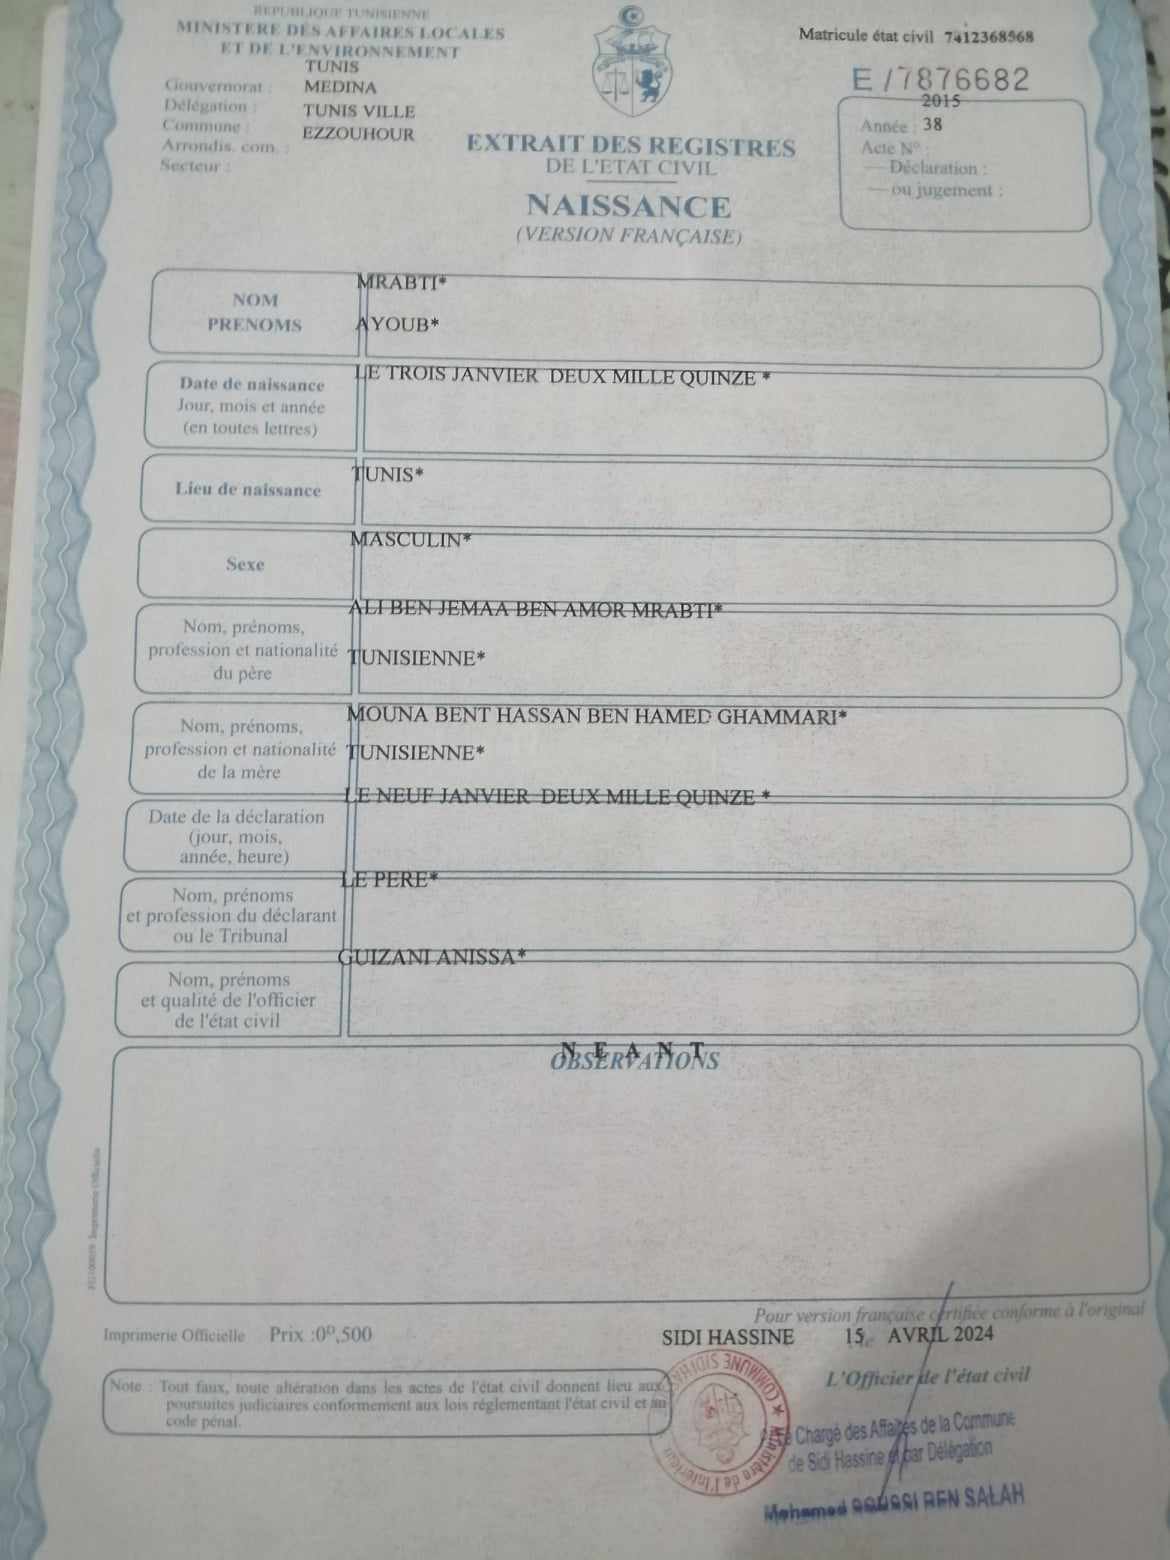 REPUBLIQUE TUNISIENNE
MINISTERE DES AFFAIRES LOCALES
ET DE L'ENVIRONNEMENT
TUNIS
Gouvernorat : MEDINA
Délégation : TUNIS VILLE
Commune : EZZOUHOUR
Arrondis. com. :
Secteur :
Matricule état civil 7412368568
E/7876682
2015
Année : 38
Acte N° :
— Déclaration :
— ou jugement :
EXTRAIT DES REGISTRES
DE L'ETAT CIVIL
NAISSANCE
(VERSION FRANÇAISE)
NOM MRABTI*
PRENOMS AYOUB*
LE TROIS JANVIER DEUX MILLE QUINZE *
Date de naissance
Jour, mois et année
(en toutes lettres)
TUNIS*
Lieu de naissance
MASCULIN*
Sexe
ALI BEN JEMAA BEN AMOR MRABTI*
Nom, prénoms,
profession et nationalité TUNISIENNE*
du père
MOUNA BENT HASSAN BEN HAMED GHAMMARI*
Nom, prénoms,
profession et nationalité TUNISIENNE*
de la mère
LE NEUF JANVIER DEUX MILLE QUINZE *
Date de la déclaration
(jour, mois,
année, heure)
LE PERE*
Nom, prénoms
et profession du déclarant
ou le Tribunal
GUIZANI ANISSA*
Nom, prénoms
et qualité de l'officier
de l'état civil
N E A N T
OBSERVATIONS
Imprimerie Officielle
Pour version française certifiée conforme à l'original
Imprimerie Officielle Prix :0ᴰ,500
SIDI HASSINE 15 AVRIL 2024
L'Officier de l'état civil
Note : Tout faux, toute altération dans les actes de l'état civil donnent lieu aux
poursuites judiciaires conformement aux lois réglementant l'état civil et au
code pénal.
COMMUNE SIDI HAS
Ministère de l'Interieur
Chargé des Affaires de la Commune
de Sidi Hassine et par Délégation
Mohamed BEN SALAH